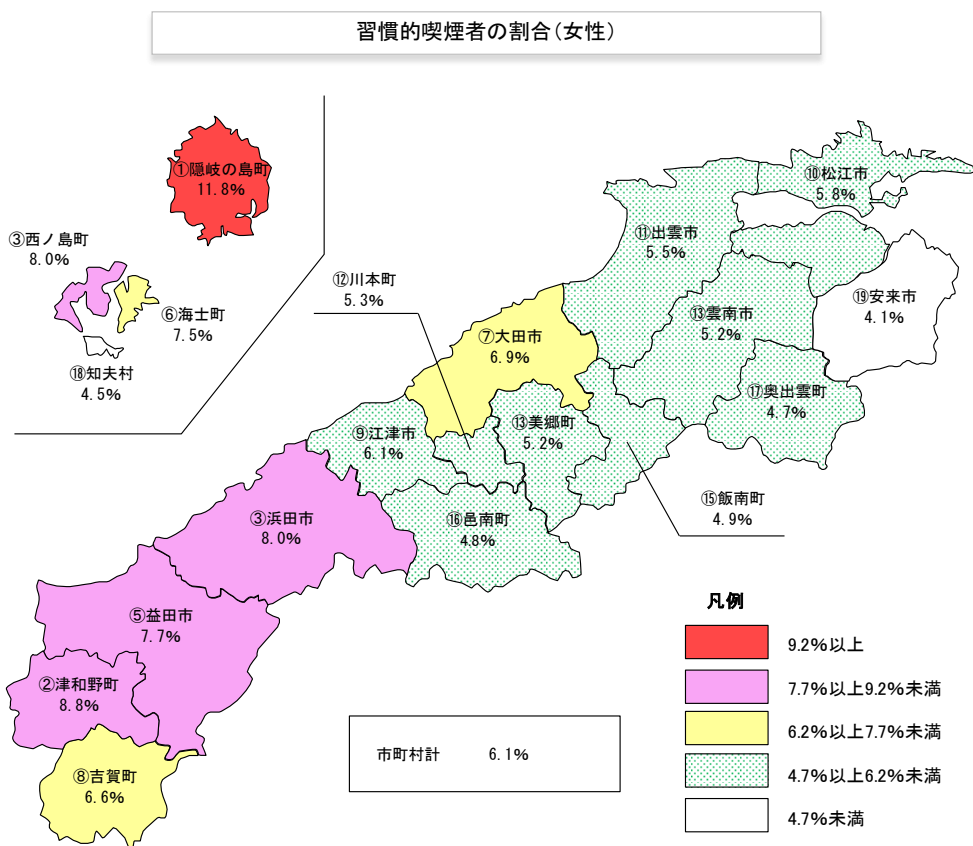 習慣的喫煙者の割合(女性)
①隠岐の島町
11.8%
③西ノ島町
8.0%
⑥海士町
7.5%
⑱知夫村
4.5%
⑩松江市
5.8%
⑪出雲市
5.5%
⑫川本町
5.3%
⑬雲南市
5.2%
⑲安来市
4.1%
⑦大田市
6.9%
⑰奥出雲町
4.7%
⑬美郷町
5.2%
⑨江津市
6.1%
⑮飯南町
4.9%
⑯邑南町
4.8%
③浜田市
8.0%
⑤益田市
7.7%
②津和野町
8.8%
⑧吉賀町
6.6%
市町村計 6.1%
凡例
9.2%以上
7.7%以上9.2%未満
6.2%以上7.7%未満
4.7%以上6.2%未満
4.7%未満